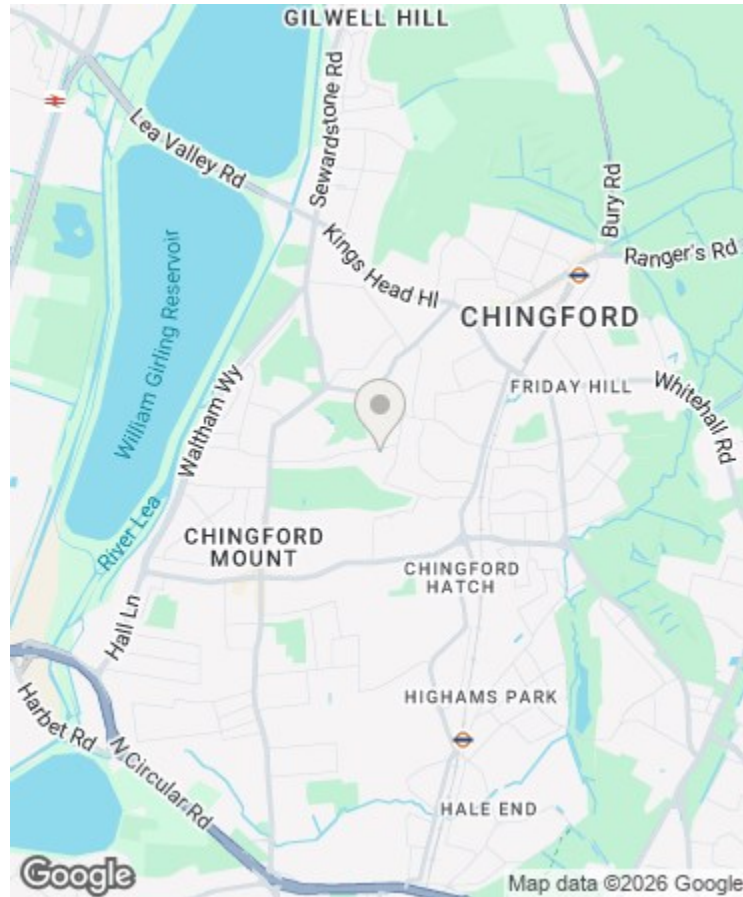 GILWELL HILL
Lea Valley Rd
Sewardstone Rd
Bury Rd
Ranger's Rd
Kings Head Hl
CHINGFORD
William Girling Reservoir
Waltham Wy
FRIDAY HILL
Whitehall Rd
River Lea
CHINGFORD
MOUNT
CHINGFORD
HATCH
Hall Ln
HIGHAMS PARK
Harbet Rd
N Circular Rd
HALE END
Google
Map data ©2026 Google